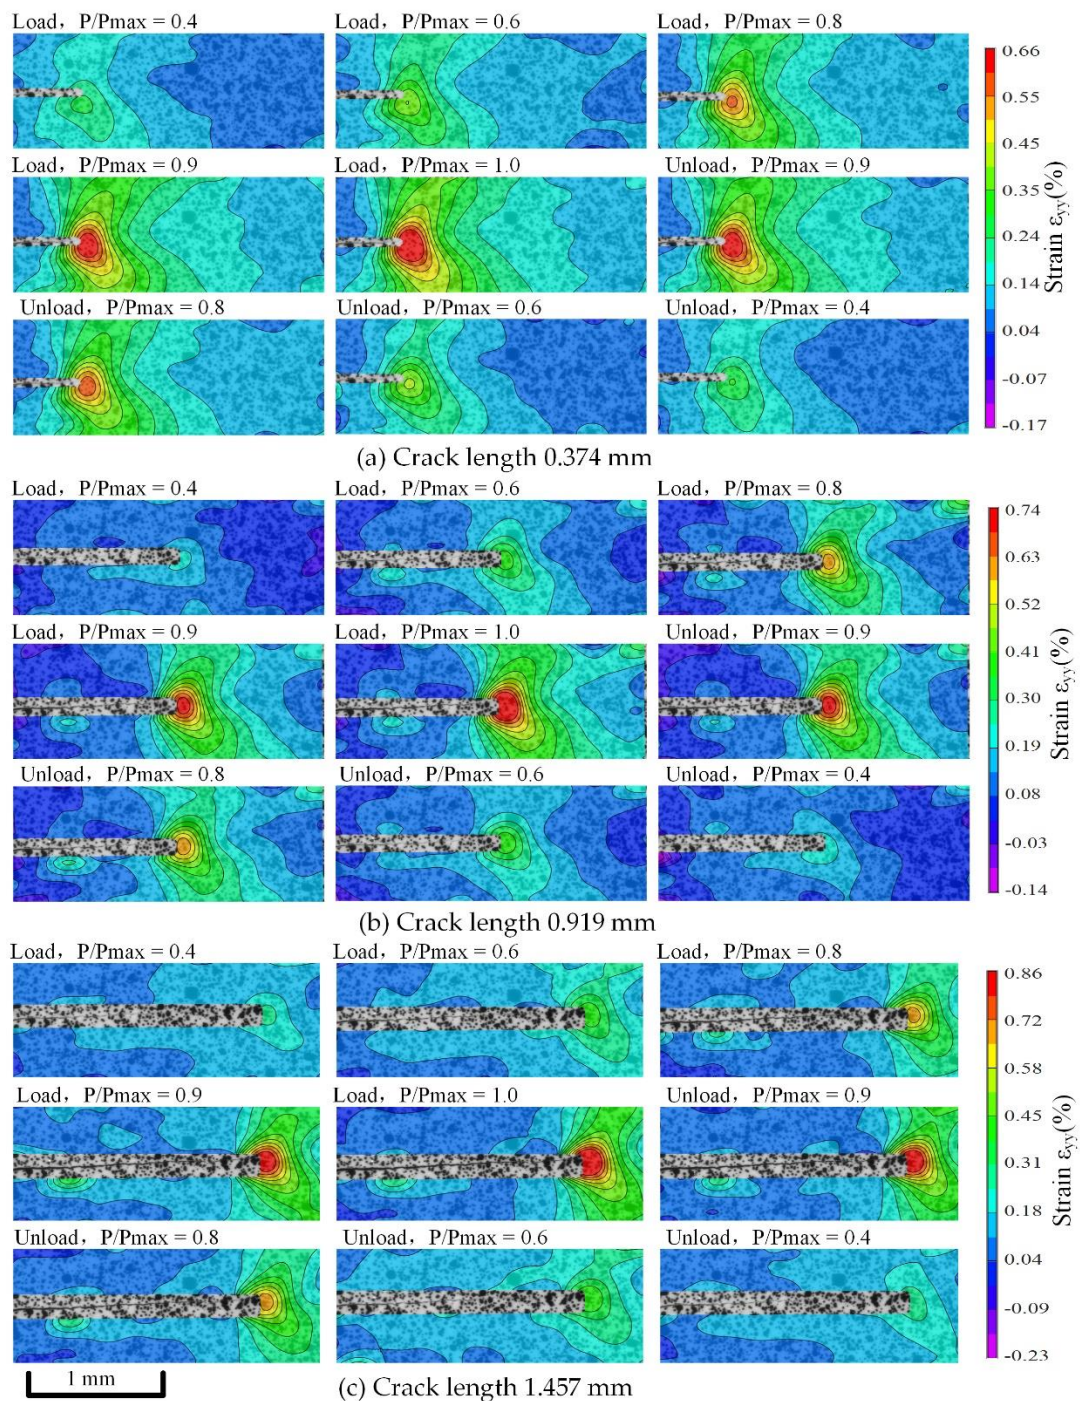 Load，P/Pmax = 0.4
Load，P/Pmax = 0.6
Load，P/Pmax = 0.8
Load，P/Pmax = 0.9
Load，P/Pmax = 1.0
Unload，P/Pmax = 0.9
Unload，P/Pmax = 0.8
Unload，P/Pmax = 0.6
Unload，P/Pmax = 0.4
0.66
0.55
0.45
0.35
0.24
0.14
0.04
-0.07
-0.17
Strain εyy(%)
(a) Crack length 0.374 mm
Load，P/Pmax = 0.4
Load，P/Pmax = 0.6
Load，P/Pmax = 0.8
Load，P/Pmax = 0.9
Load，P/Pmax = 1.0
Unload，P/Pmax = 0.9
Unload，P/Pmax = 0.8
Unload，P/Pmax = 0.6
Unload，P/Pmax = 0.4
0.74
0.63
0.52
0.41
0.30
0.19
0.08
-0.03
-0.14
Strain εyy(%)
(b) Crack length 0.919 mm
Load，P/Pmax = 0.4
Load，P/Pmax = 0.6
Load，P/Pmax = 0.8
Load，P/Pmax = 0.9
Load，P/Pmax = 1.0
Unload，P/Pmax = 0.9
Unload，P/Pmax = 0.8
Unload，P/Pmax = 0.6
Unload，P/Pmax = 0.4
0.86
0.72
0.58
0.45
0.31
0.18
0.04
-0.09
-0.23
Strain εyy(%)
1 mm
(c) Crack length 1.457 mm